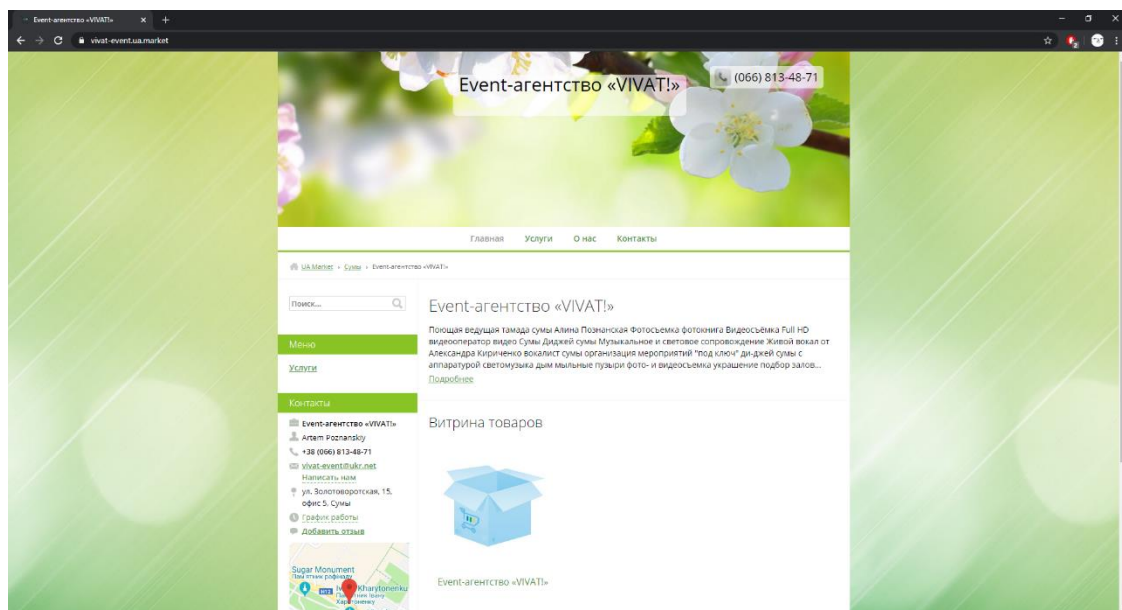 Event-агентство «VIVAT!»
vivat-event.ua.market
Event-агентство «VIVAT!»
(066) 813-48-71
Главная Услуги О нас Контакты
UA Market › Сумы › Event-агентство «VIVAT!»
Поиск...
Меню
Услуги
Контакты
Event-агентство «VIVAT!»
Artem Poznanskiy
+38 (066) 813-48-71
vivat-event@ukr.net
Написать нам
ул. Золотоворотская, 15,
офис 5, Сумы
График работы
Добавить отзыв
Sugar Monument
Kharytonenku
Event-агентство «VIVAT!»
Поющая ведущая тамада сумы Алина Познанская Фотосъемка фотокнига Видеосъёмка Full HD
видеооператор видео Сумы Диджей сумы Музыкальное и световое сопровождение Живой вокал от
Александра Кириченко вокалист сумы организация мероприятий "под ключ" ди-джей сумы с
аппаратурой светомузыка дым мыльные пузыри фото- и видеосъемка украшение подбор залов...
Подробнее
Витрина товаров
Event-агентство «VIVAT!»